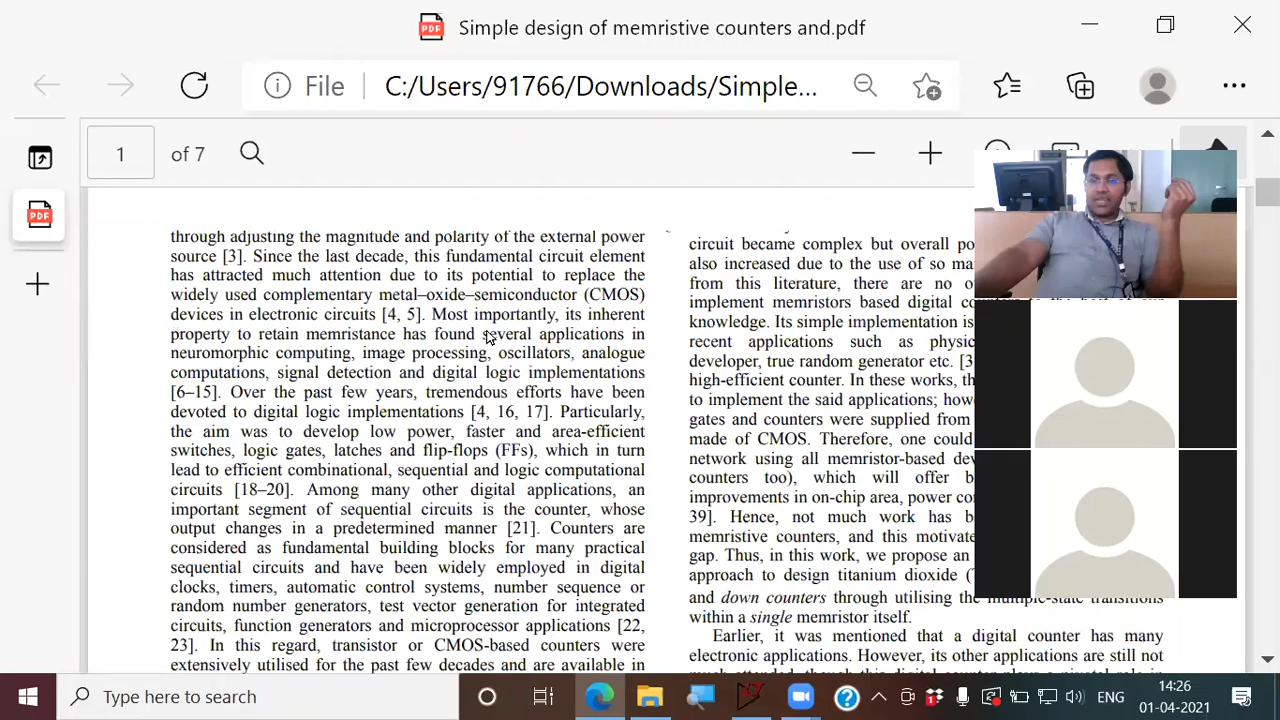 Simple design of memristive counters and.pdf
File
C:/Users/91766/Downloads/Simple...
1 of 7
through adjusting the magnitude and polarity of the external power
source [3]. Since the last decade, this fundamental circuit element
has attracted much attention due to its potential to replace the
widely used complementary metal–oxide–semiconductor (CMOS)
devices in electronic circuits [4, 5]. Most importantly, its inherent
property to retain memristance has found several applications in
neuromorphic computing, image processing, oscillators, analogue
computations, signal detection and digital logic implementations
[6–15]. Over the past few years, tremendous efforts have been
devoted to digital logic implementations [4, 16, 17]. Particularly,
the aim was to develop low power, faster and area-efficient
switches, logic gates, latches and flip-flops (FFs), which in turn
lead to efficient combinational, sequential and logic computational
circuits [18–20]. Among many other digital applications, an
important segment of sequential circuits is the counter, whose
output changes in a predetermined manner [21]. Counters are
considered as fundamental building blocks for many practical
sequential circuits and have been widely employed in digital
clocks, timers, automatic control systems, number sequence or
random number generators, test vector generation for integrated
circuits, function generators and microprocessor applications [22,
23]. In this regard, transistor or CMOS-based counters were
extensively utilised for the past few decades and are available in
circuit became complex but overall po
also increased due to the use of so ma
from this literature, there are no o
implement memristors based digital co
knowledge. Its simple implementation is
recent applications such as physic
developer, true random generator etc. [3
high-efficient counter. In these works, th
to implement the said applications; howe
gates and counters were supplied from
made of CMOS. Therefore, one could
network using all memristor-based dev
counters too), which will offer b
improvements in on-chip area, power con
39]. Hence, not much work has b
memristive counters, and this motivate
gap. Thus, in this work, we propose an
approach to design titanium dioxide (
and down counters through utilising the multiple-state transitions
within a single memristor itself.
Earlier, it was mentioned that a digital counter has many
electronic applications. However, its other applications are still not
Type here to search
ENG
14:26
01-04-2021